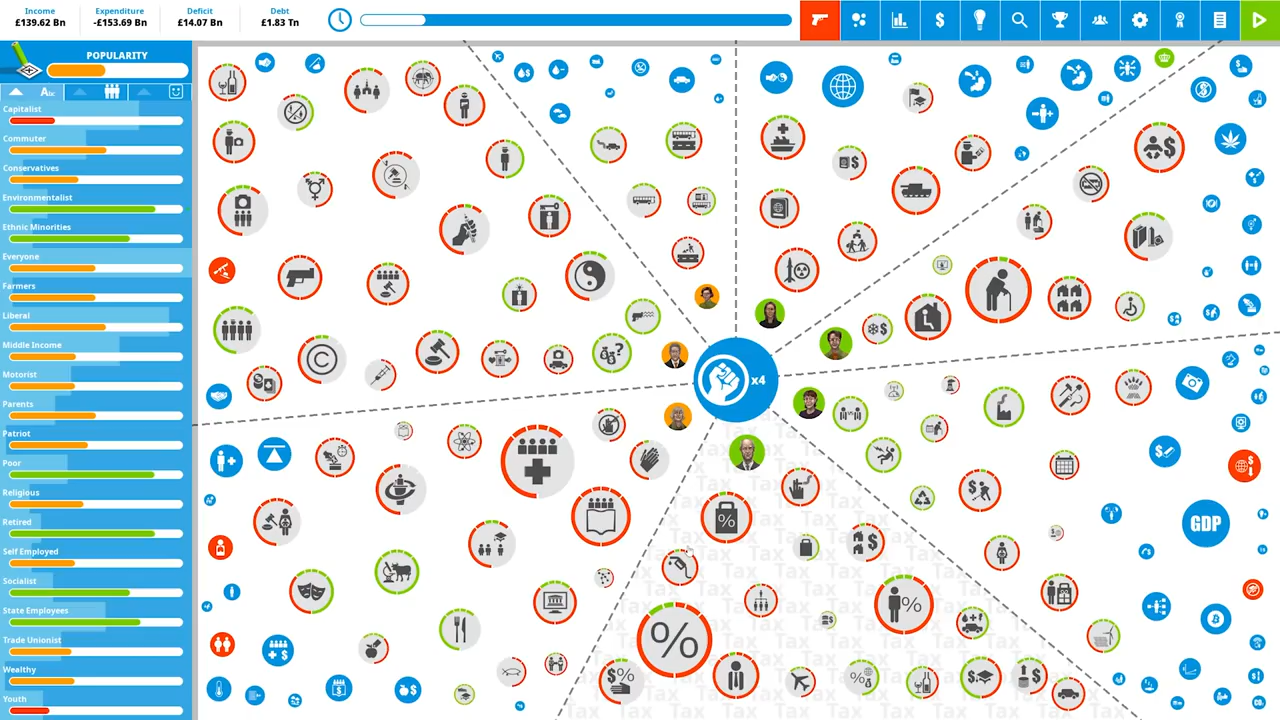 Income
£139.62 Bn
Expenditure
-£153.69 Bn
Deficit
£14.07 Bn
Debt
£1.83 Tn
$
POPULARITY
Abc
Capitalist
Commuter
Conservatives
Environmentalist
Ethnic Minorities
Everyone
Farmers
Liberal
Middle Income
Motorist
Parents
Patriot
Poor
Religious
Retired
Self Employed
Socialist
State Employees
Trade Unionist
Wealthy
Youth
x4
GDP
Tax Tax Tax Tax